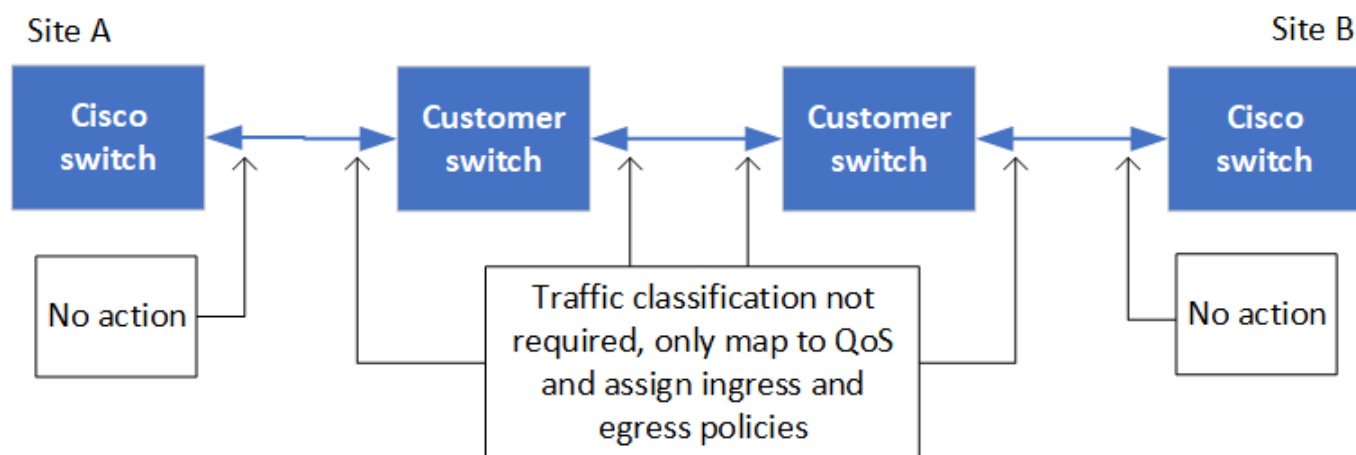 Site A
Site B
Cisco
switch
Customer
switch
Customer
switch
Cisco
switch
No action
Traffic classification not
required, only map to QoS
and assign ingress and
egress policies
No action